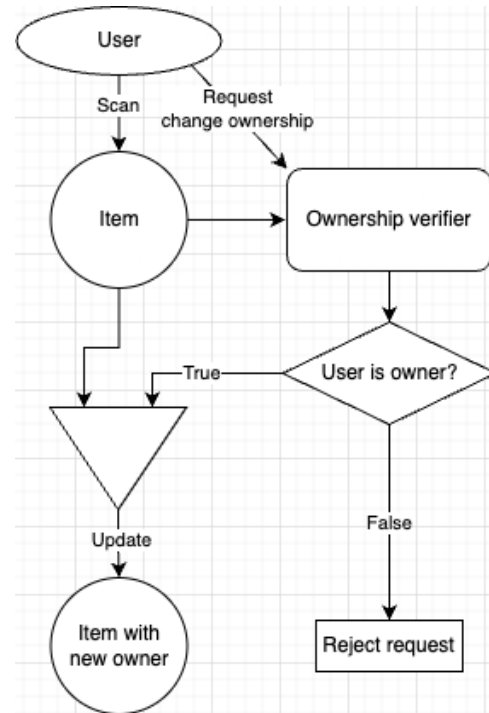 User
Scan
Request
change ownership
Item
Ownership verifier
True
User is owner?
False
Update
Item with
new owner
Reject request